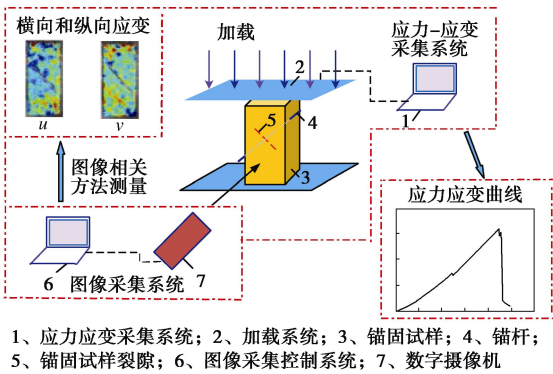 横向和纵向应变
u
v
加载
应力-应变
采集系统
1
2
3
4
5
图像相关
方法测量
6
图像采集系统
7
应力应变曲线
1、应力应变采集系统；2、加载系统；3、锚固试样；4、锚杆；
5、锚固试样裂隙；6、图像采集控制系统；7、数字摄像机